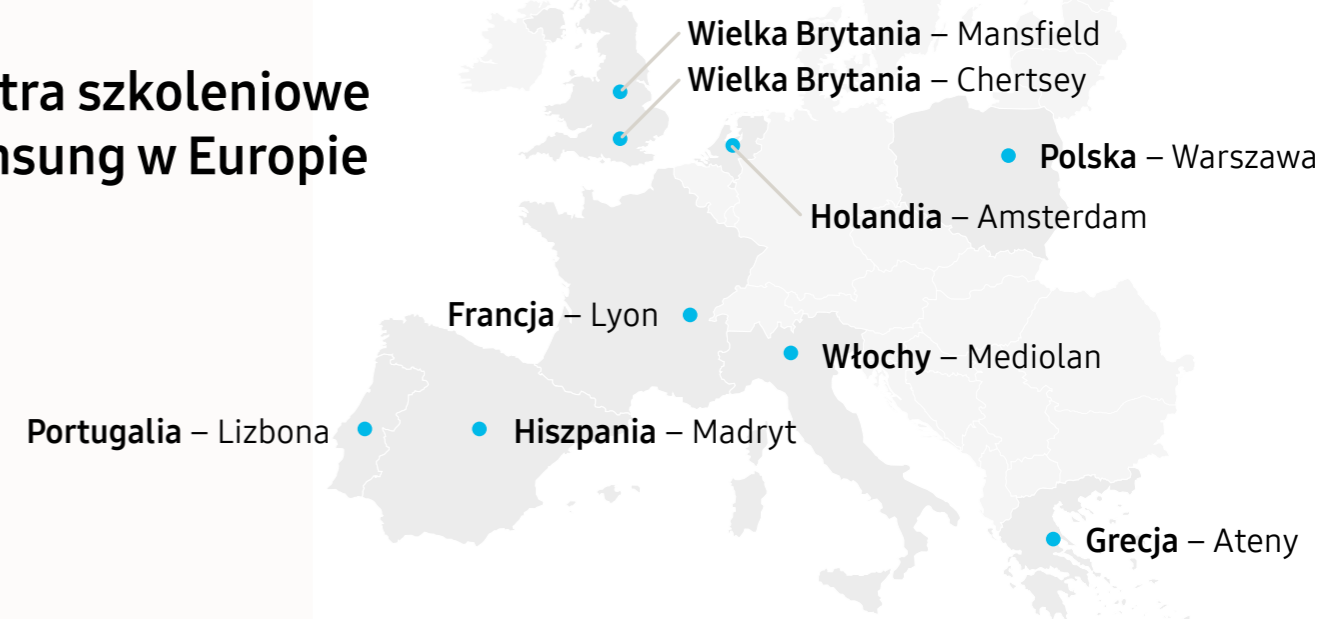 Wielka Brytania – Mansfield
Wielka Brytania – Chertsey
tra szkoleniowe
nsung w Europie
Polska – Warszawa
Holandia – Amsterdam
Francja – Lyon
Włochy – Mediolan
Portugalia – Lizbona
Hiszpania – Madryt
Grecja – Ateny